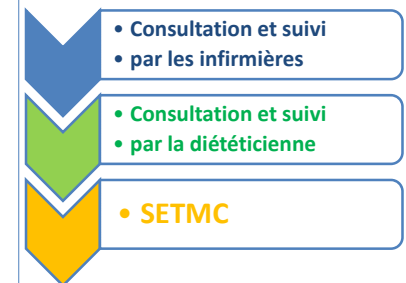 • Consultation et suivi
• par les infirmières
• Consultation et suivi
• par la diététicienne
• SETMC